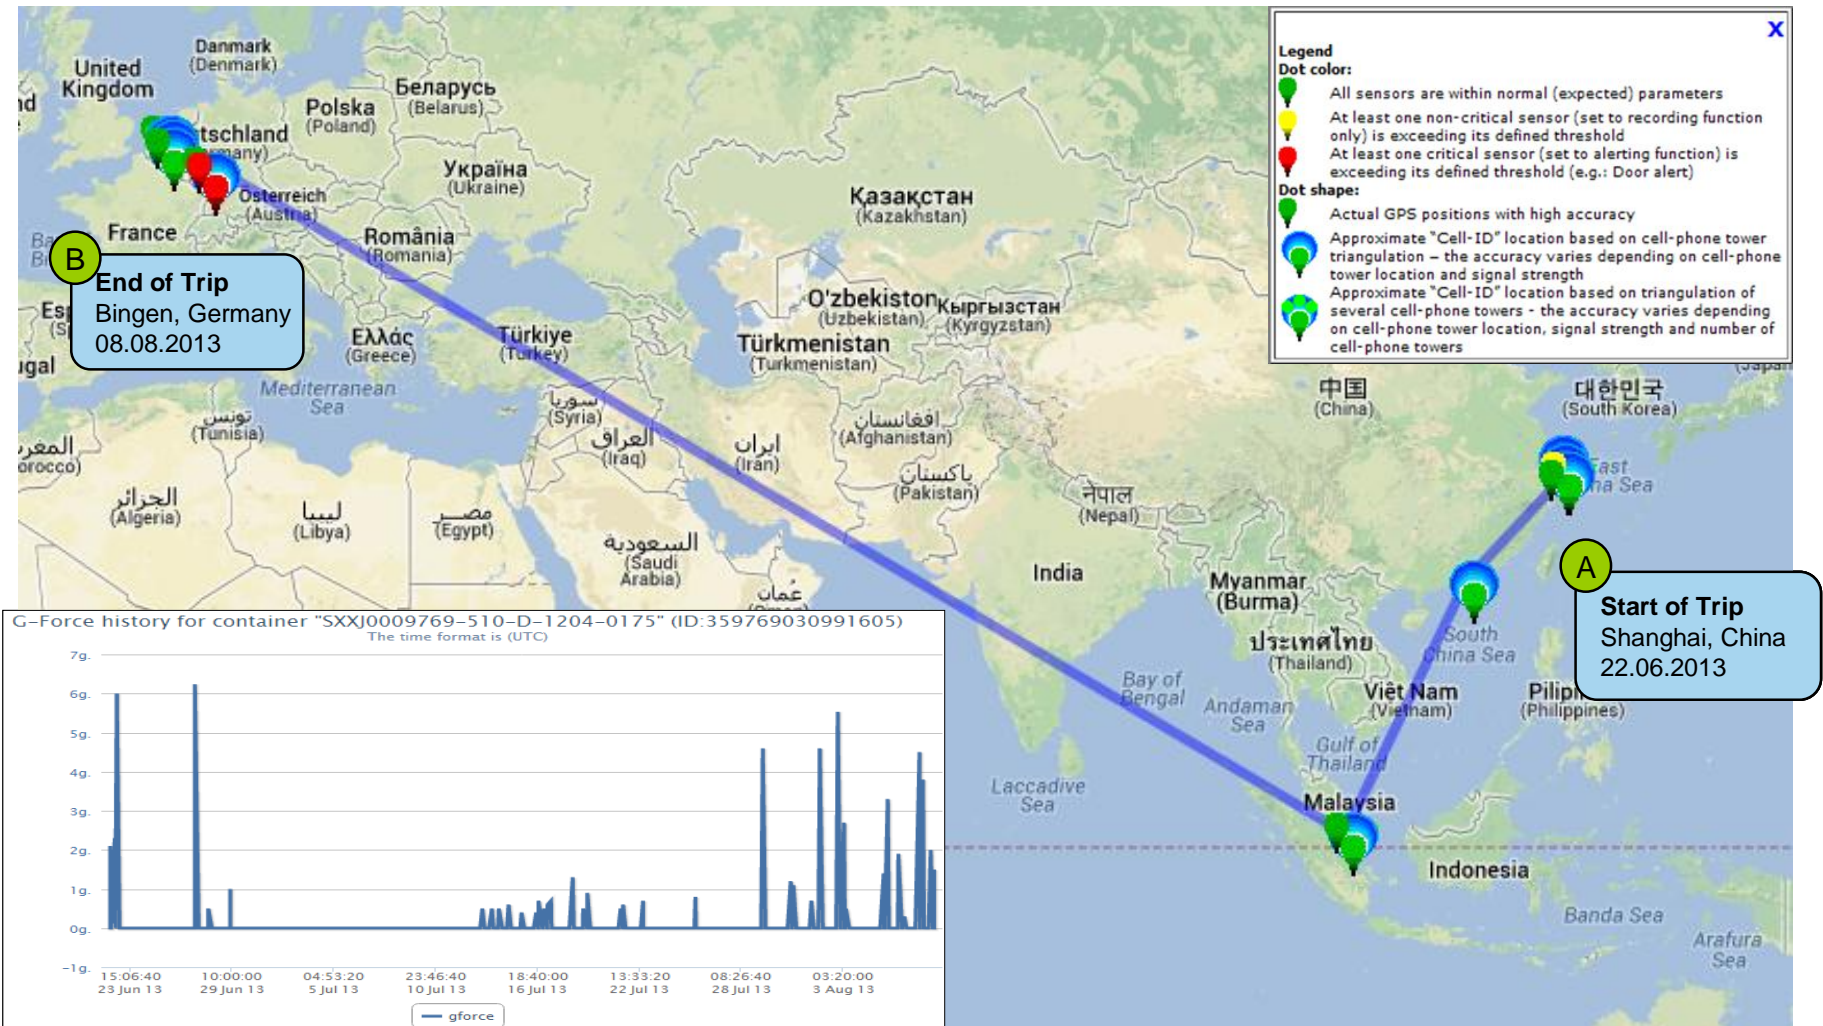 Danmark
(Denmark)
United
Kingdom
Беларусь
(Belarus)
Polska
(Poland)
tschland
many)
Україна
(Ukraine)
Österreich
(Austria)
France
România
(Romania)
Қазақстан
(Kazakhstan)
O'zbekiston
(Uzbekistan)
Кыргызстан
(Kyrgyzstan)
Ελλάς
(Greece)
Türkiye
(Turkey)
Türkmenistan
(Turkmenistan)
ugal
Mediterranean
Sea
تونس
(Tunisia)
سوريا
(Syria)
العراق
(Iraq)
ایران
(Iran)
افغانستان
(Afghanistan)
پاکستان
(Pakistan)
المغر
orocco)
الجزائر
(Algeria)
ليبيا
(Libya)
مصر
(Egypt)
السعودية
(Saudi
Arabia)
عُمان
नेपाल
(Nepal)
India
中国
(China)
대한민국
(South Korea)
East
na Sea
Myanmar
(Burma)
ประเทศไทย
(Thailand)
Việt Nam
(Vietnam)
South
China Sea
Pilipi
(Philippines)
Bay of
Bengal
Andaman
Sea
Gulf of
Thailand
Laccadive
Sea
Malaysia
Indonesia
Banda Sea
Arafura
Sea
X
Legend
Dot color:
All sensors are within normal (expected) parameters
At least one non-critical sensor (set to recording function
only) is exceeding its defined threshold
At least one critical sensor (set to alerting function) is
exceeding its defined threshold (e.g.: Door alert)
Dot shape:
Actual GPS positions with high accuracy
Approximate "Cell-ID" location based on cell-phone tower
triangulation – the accuracy varies depending on cell-phone
tower location and signal strength
Approximate "Cell-ID" location based on triangulation of
several cell-phone towers - the accuracy varies depending
on cell-phone tower location, signal strength and number of
cell-phone towers
B
End of Trip
Bingen, Germany
08.08.2013
A
Start of Trip
Shanghai, China
22.06.2013
G-Force history for container "SXXJ0009769-510-D-1204-0175" (ID:359769030991605)
The time format is (UTC)
7g.
6g.
5g.
4g.
3g.
2g.
1g.
0g.
-1g.
15:06:40 10:00:00 04:53:20 23:46:40 18:40:00 13:33:20 08:26:40 03:20:00
23 Jun 13 29 Jun 13 5 Jul 13 10 Jul 13 16 Jul 13 22 Jul 13 28 Jul 13 3 Aug 13
gforce